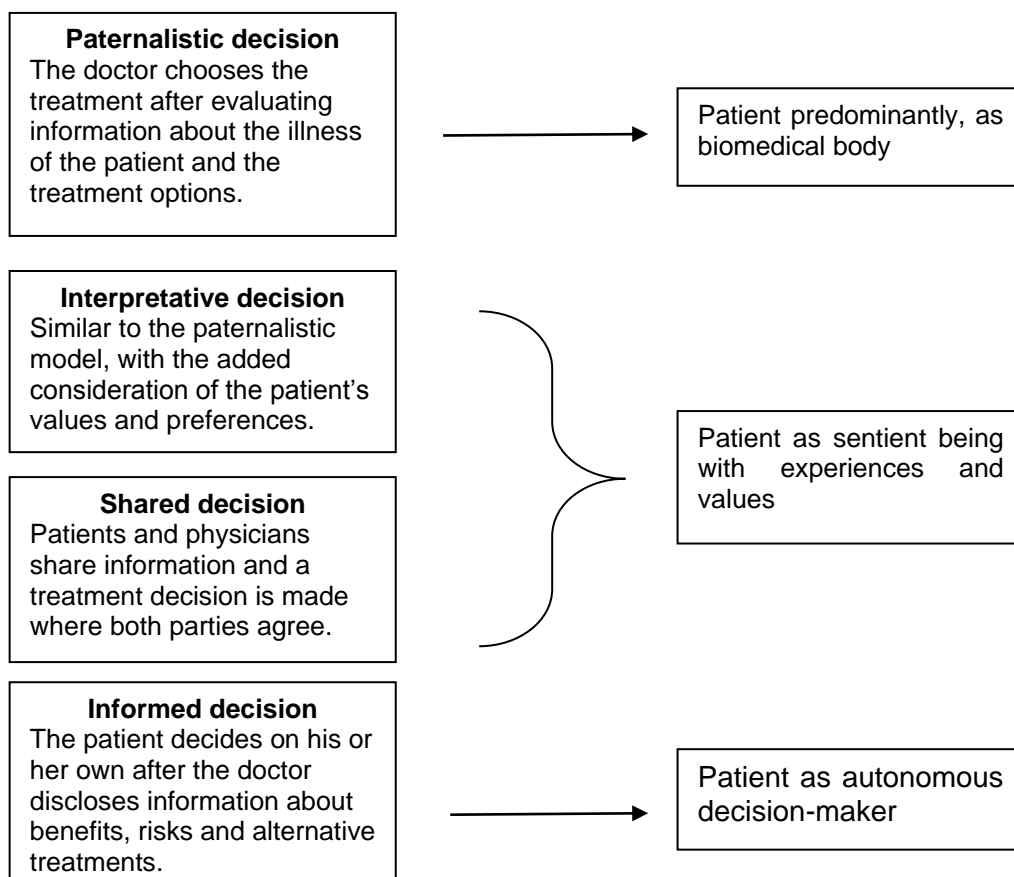 Paternalistic decision
The doctor chooses the
treatment after evaluating
information about the illness
of the patient and the
treatment options.
Patient predominantly, as
biomedical body
Interpretative decision
Similar to the paternalistic
model, with the added
consideration of the patient’s
values and preferences.
Shared decision
Patients and physicians
share information and a
treatment decision is made
where both parties agree.
Patient as sentient being
with experiences and
values
Informed decision
The patient decides on his or
her own after the doctor
discloses information about
benefits, risks and alternative
treatments.
Patient as autonomous
decision-maker